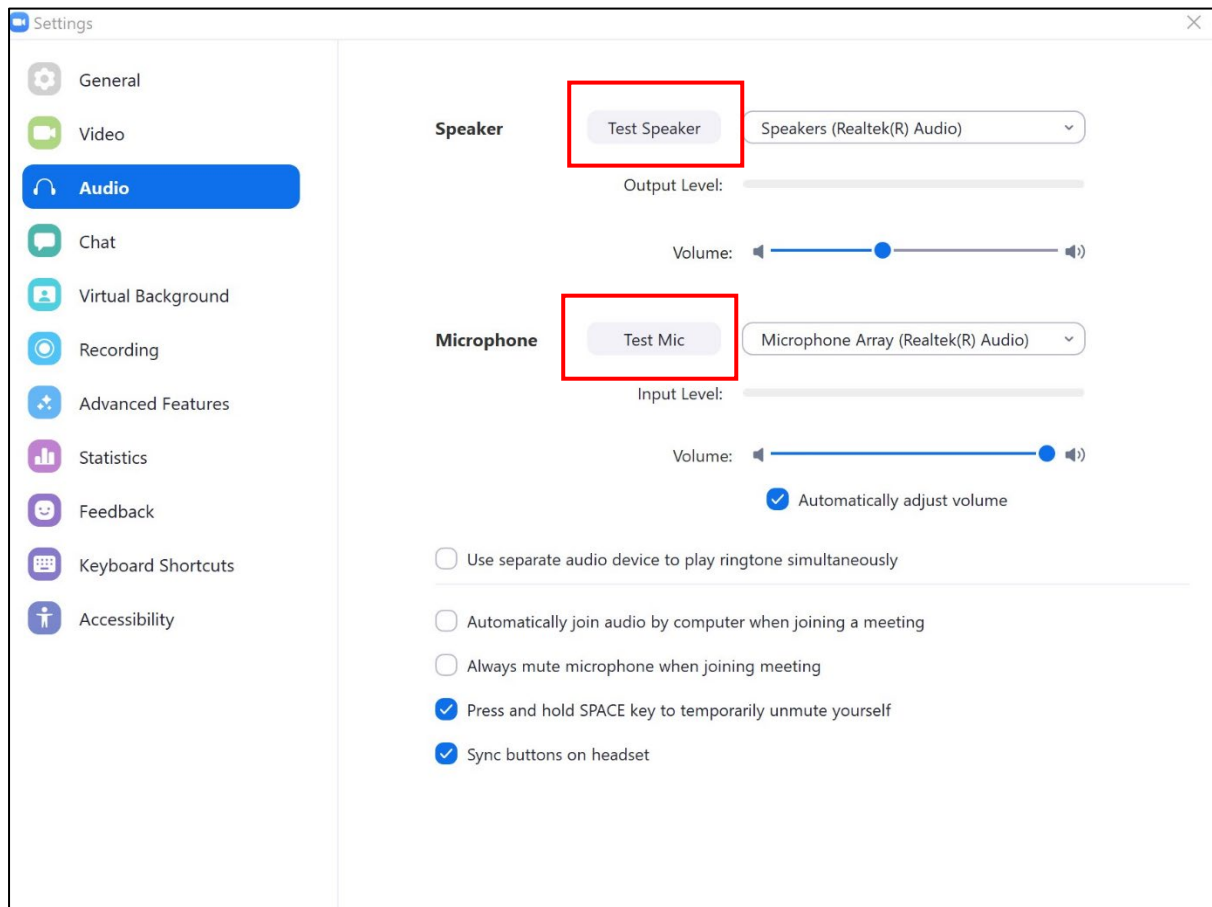 Settings
General
Video
Audio
Chat
Virtual Background
Recording
Advanced Features
Statistics
Feedback
Keyboard Shortcuts
Accessibility
Speaker
Test Speaker
Speakers (Realtek(R) Audio)
Output Level:
Volume:
Microphone
Test Mic
Microphone Array (Realtek(R) Audio)
Input Level:
Volume:
Automatically adjust volume
Use separate audio device to play ringtone simultaneously
Automatically join audio by computer when joining a meeting
Always mute microphone when joining meeting
Press and hold SPACE key to temporarily unmute yourself
Sync buttons on headset